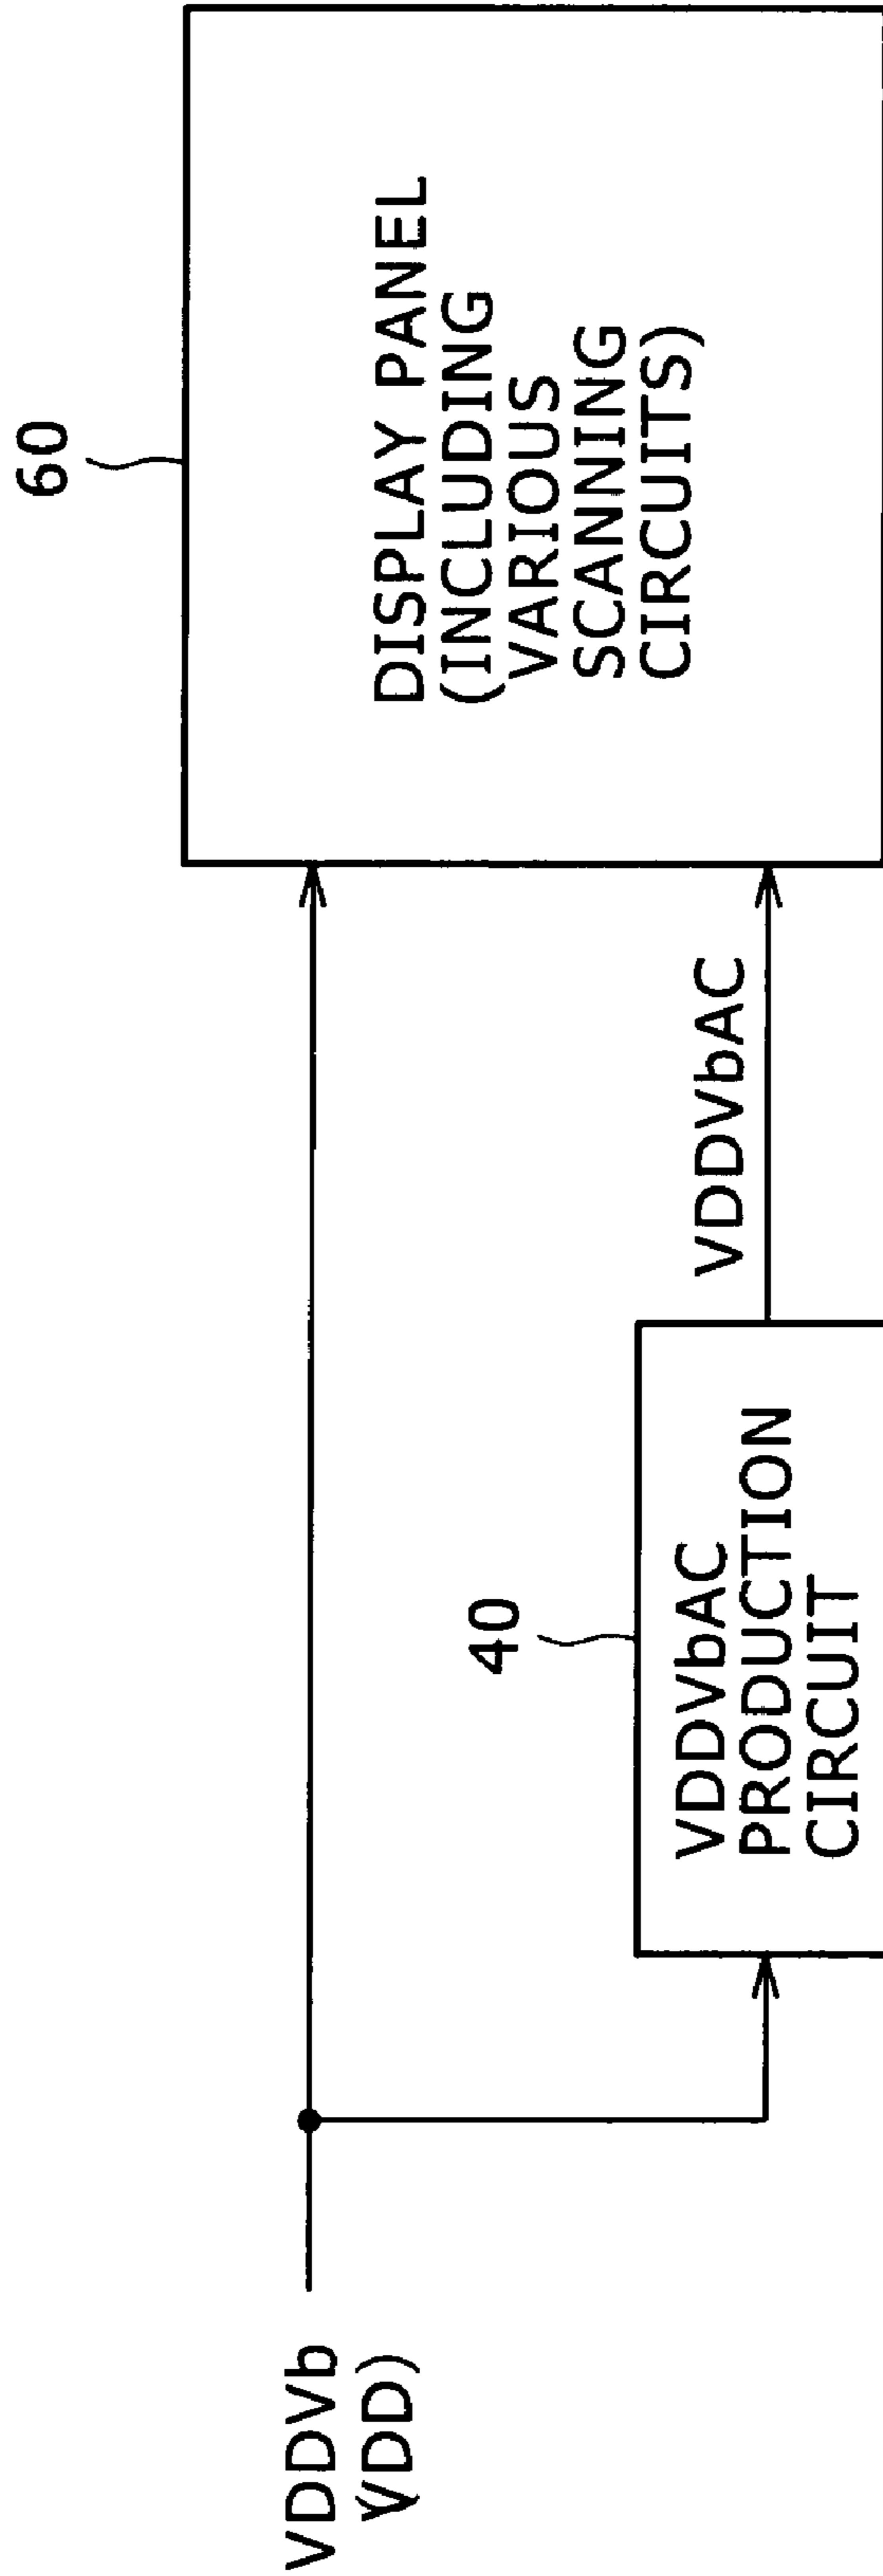 60
DISPLAY PANEL
(INCLUDING
VARIOUS
SCANNING
CIRCUITS)
VDDVbAC
40
VDDVbAC
PRODUCTION
CIRCUIT
VDDVb
(VDD)